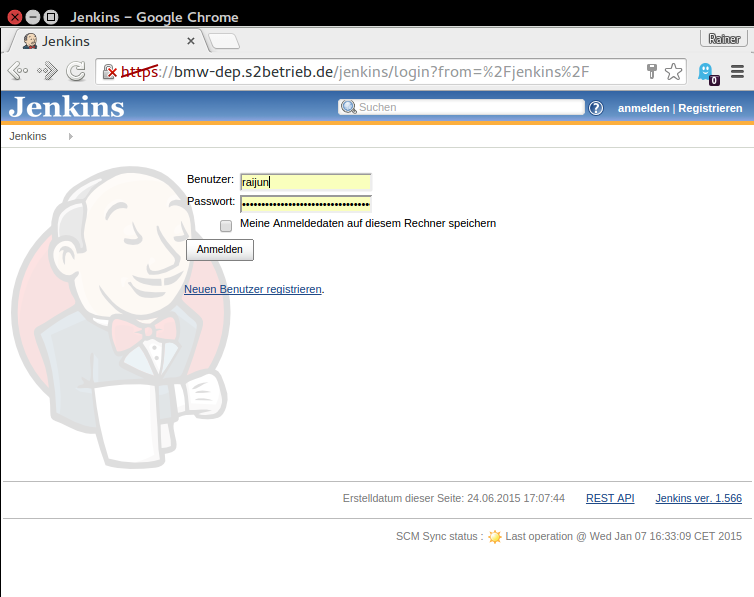 Jenkins - Google Chrome
Jenkins
Rainer
https://bmw-dep.s2betrieb.de/jenkins/login?from=%2Fjenkins%2F
0
Jenkins
Suchen
?
anmelden | Registrieren
Jenkins
Benutzer: raijun
Passwort:
Meine Anmeldedaten auf diesem Rechner speichern
Anmelden
Neuen Benutzer registrieren.
Erstelldatum dieser Seite: 24.06.2015 17:07:44 REST API Jenkins ver. 1.566
SCM Sync status : Last operation @ Wed Jan 07 16:33:09 CET 2015